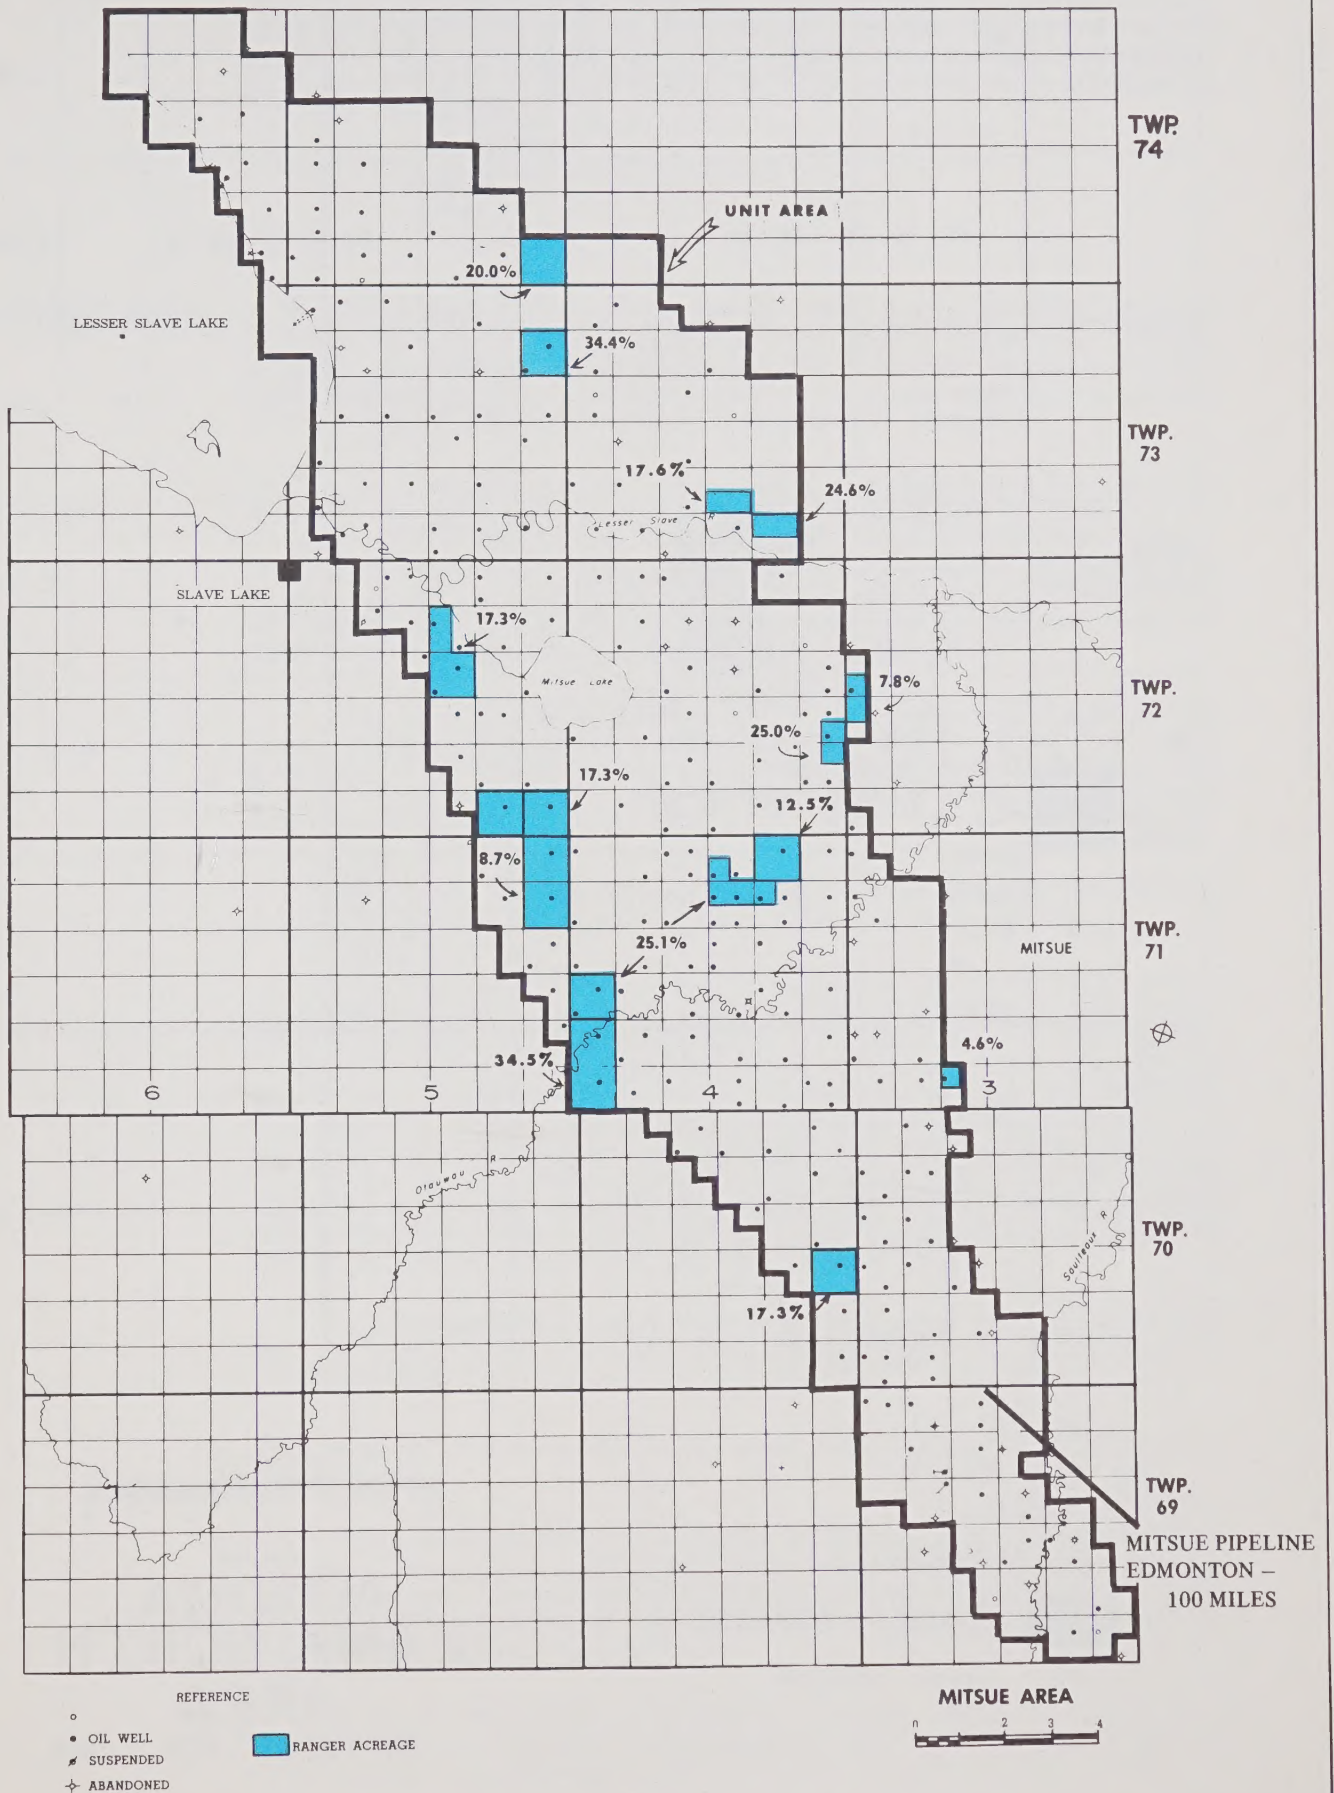 TWP.
74
UNIT AREA
20.0%
LESSER SLAVE LAKE
34.4%
TWP.
73
17.6%
24.6%
Lesser Slave R
SLAVE LAKE
17.3%
Mitsue Lake
7.8%
TWP.
72
25.0%
17.3%
12.5%
8.7%
25.1%
MITSUE
TWP.
71
4.6%
34.5%
6
5
4
3
R
TWP.
70
Saulteaux R
17.3%
TWP.
69
MITSUE PIPELINE
EDMONTON –
100 MILES
REFERENCE
OIL WELL
SUSPENDED
ABANDONED
RANGER ACREAGE
MITSUE AREA
0 2 3 4